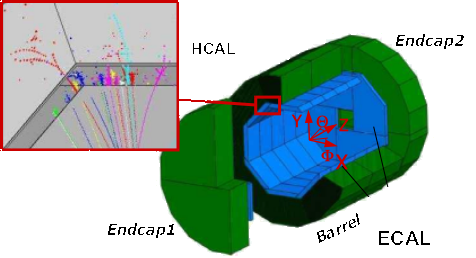 HCAL
Endcap2
Y
Θ
Z
Φ
X
Endcap1
Barrel
ECAL